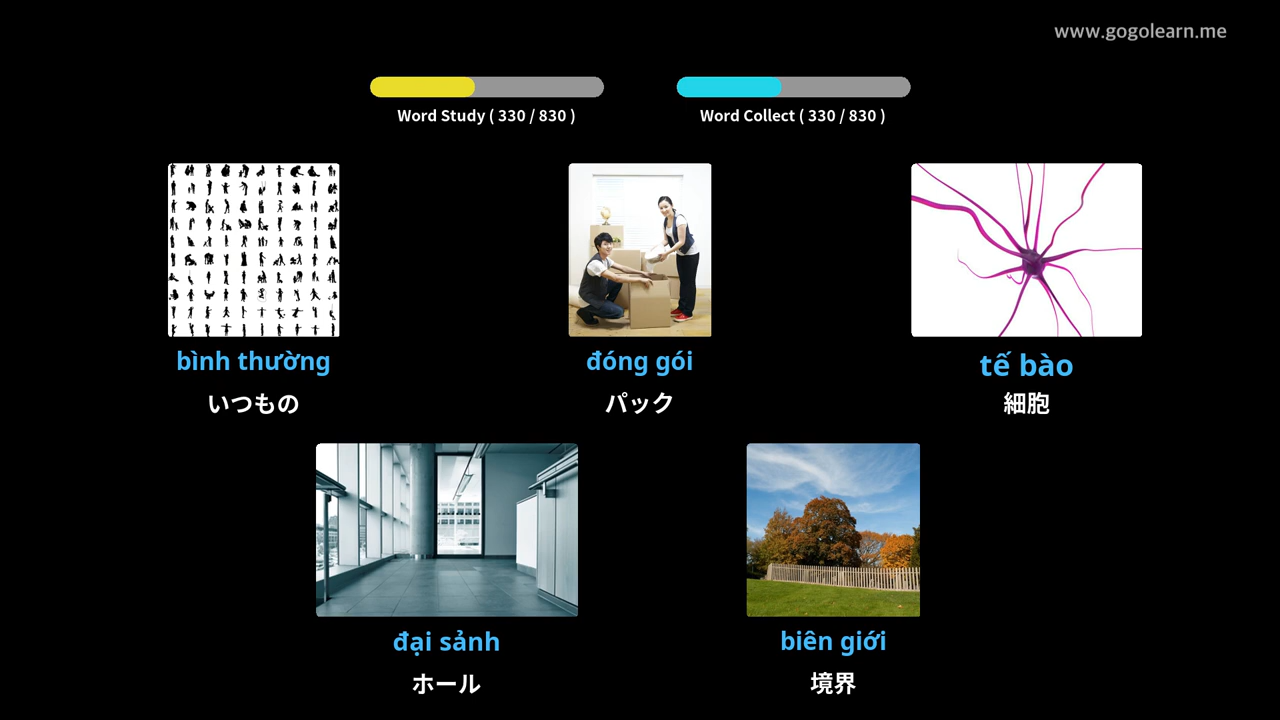 www.gogolearn.me
Word Study ( 330 / 830 )
Word Collect ( 330 / 830 )
bình thường
いつもの
đóng gói
パック
tế bào
細胞
đại sảnh
ホール
biên giới
境界